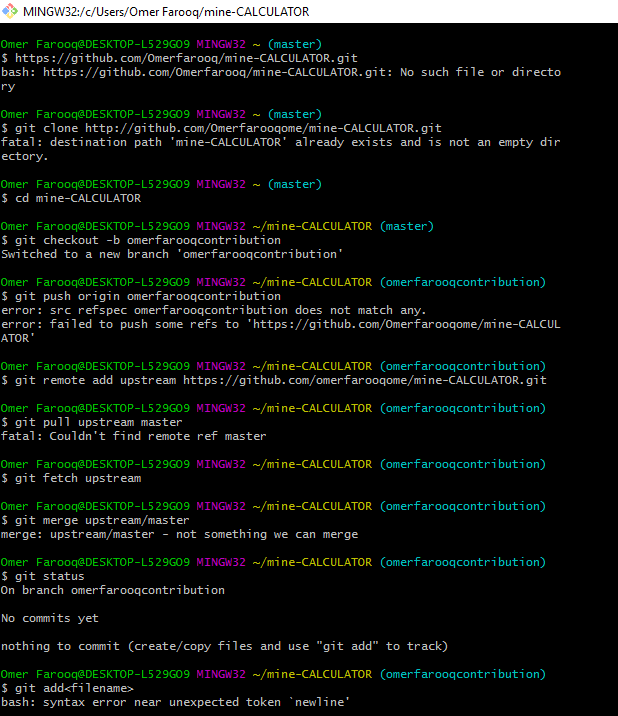 MINGW32:/c/Users/Omer Farooq/mine-CALCULATOR
Omer Farooq@DESKTOP-L529GO9 MINGW32 ~ (master)
$ https://github.com/Omerfarooq/mine-CALCULATOR.git
bash: https://github.com/Omerfarooq/mine-CALCULATOR.git: No such file or directo
ry
Omer Farooq@DESKTOP-L529GO9 MINGW32 ~ (master)
$ git clone http://github.com/Omerfarooqome/mine-CALCULATOR.git
fatal: destination path 'mine-CALCULATOR' already exists and is not an empty dir
ectory.
Omer Farooq@DESKTOP-L529GO9 MINGW32 ~ (master)
$ cd mine-CALCULATOR
Omer Farooq@DESKTOP-L529GO9 MINGW32 ~/mine-CALCULATOR (master)
$ git checkout -b omerfarooqcontribution
Switched to a new branch 'omerfarooqcontribution'
Omer Farooq@DESKTOP-L529GO9 MINGW32 ~/mine-CALCULATOR (omerfarooqcontribution)
$ git push origin omerfarooqcontribution
error: src refspec omerfarooqcontribution does not match any.
error: failed to push some refs to 'https://github.com/Omerfarooqome/mine-CALCUL
ATOR'
Omer Farooq@DESKTOP-L529GO9 MINGW32 ~/mine-CALCULATOR (omerfarooqcontribution)
$ git remote add upstream https://github.com/omerfarooqome/mine-CALCULATOR.git
Omer Farooq@DESKTOP-L529GO9 MINGW32 ~/mine-CALCULATOR (omerfarooqcontribution)
$ git pull upstream master
fatal: Couldn't find remote ref master
Omer Farooq@DESKTOP-L529GO9 MINGW32 ~/mine-CALCULATOR (omerfarooqcontribution)
$ git fetch upstream
Omer Farooq@DESKTOP-L529GO9 MINGW32 ~/mine-CALCULATOR (omerfarooqcontribution)
$ git merge upstream/master
merge: upstream/master - not something we can merge
Omer Farooq@DESKTOP-L529GO9 MINGW32 ~/mine-CALCULATOR (omerfarooqcontribution)
$ git status
On branch omerfarooqcontribution
No commits yet
nothing to commit (create/copy files and use "git add" to track)
Omer Farooq@DESKTOP-L529GO9 MINGW32 ~/mine-CALCULATOR (omerfarooqcontribution)
$ git add<filename>
bash: syntax error near unexpected token `newline'